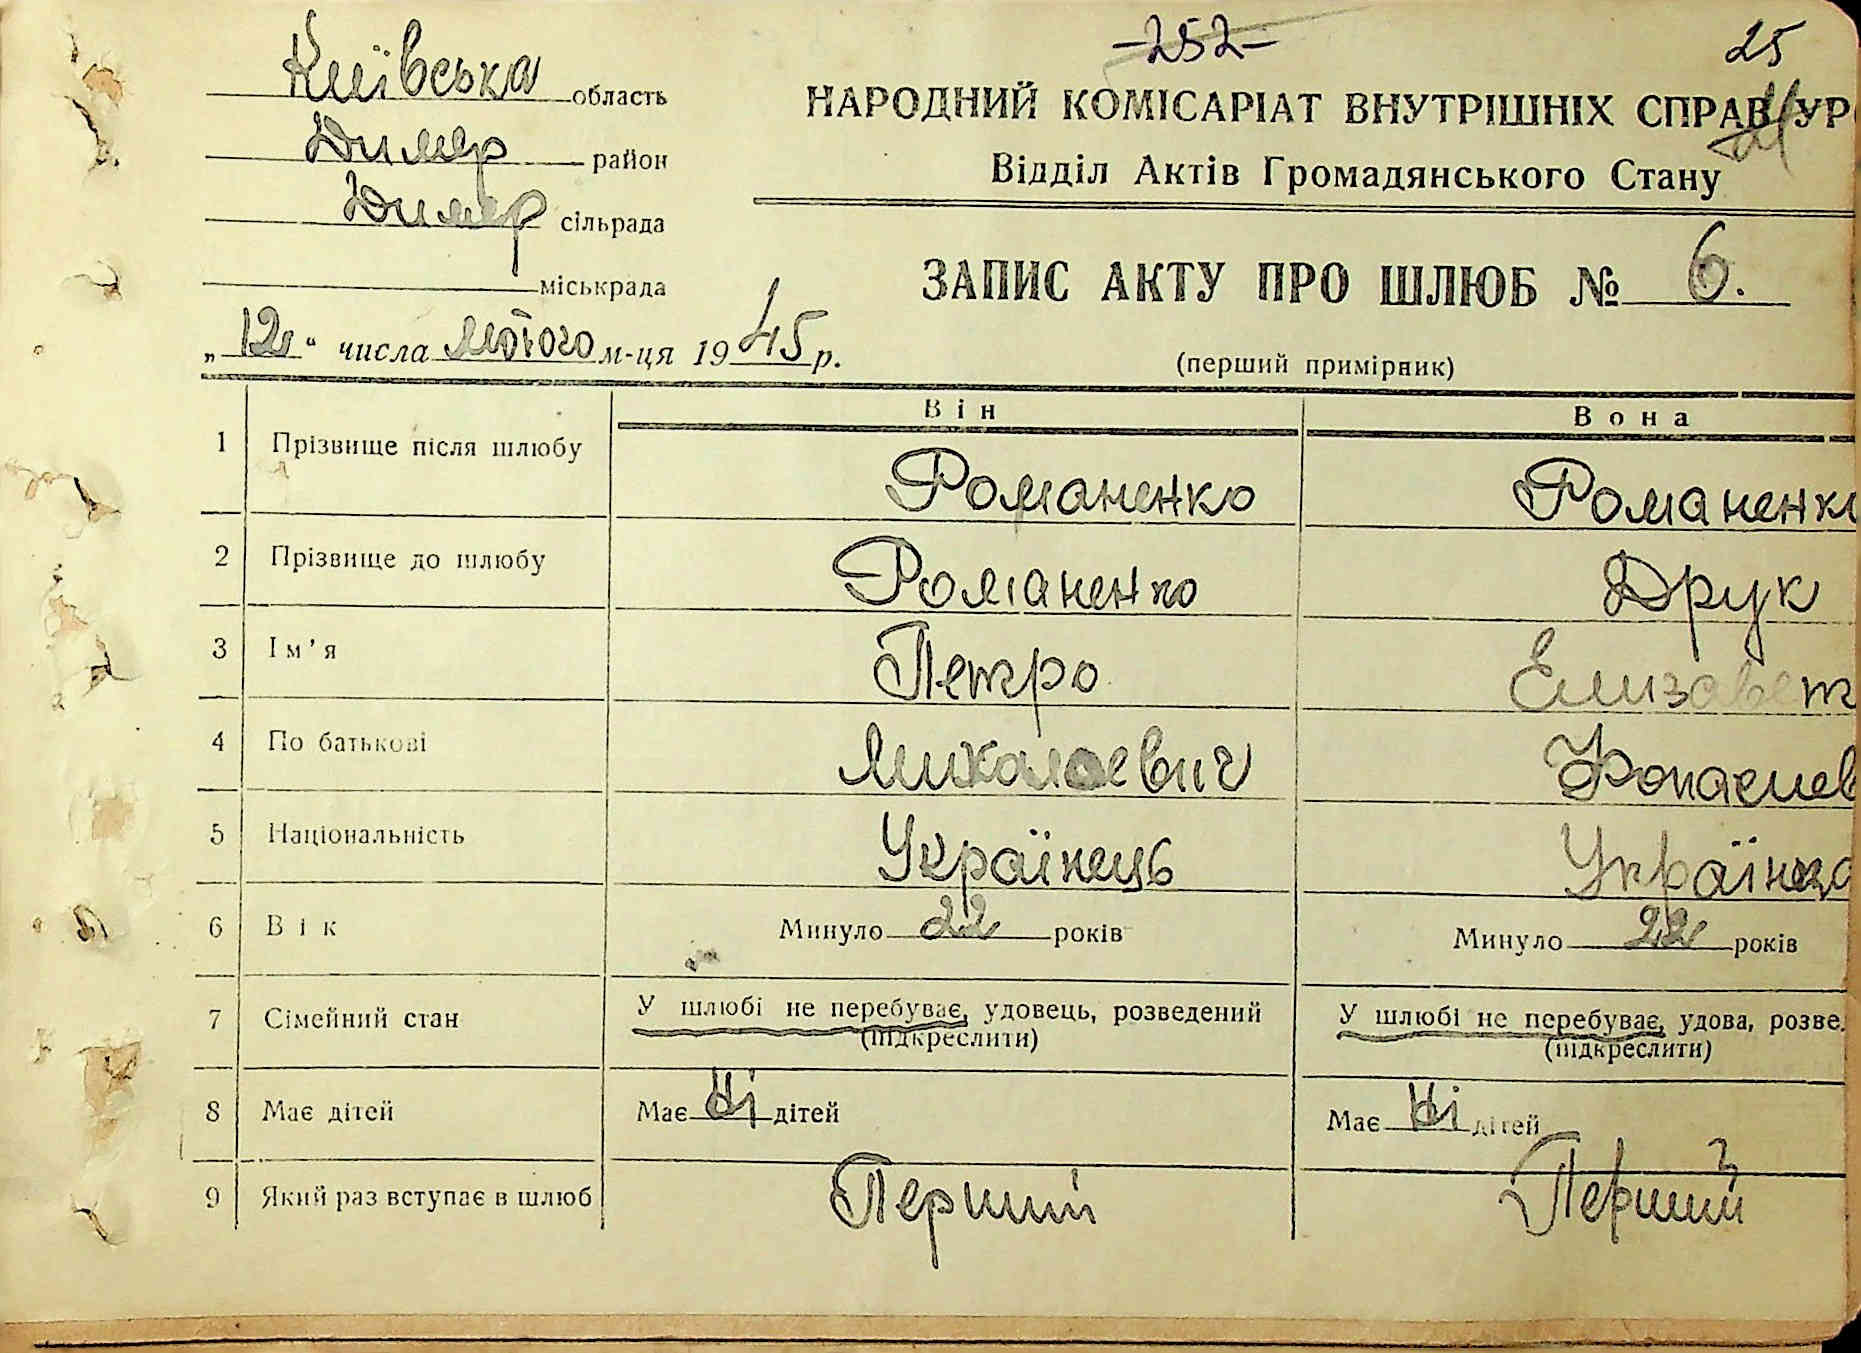 -252- 25
Київська область
НАРОДНИЙ КОМІСАРІАТ ВНУТРІШНІХ СПРАВ УР
Димер район
Відділ Актів Громадянського Стану
Димер сільрада
ЗАПИС АКТУ ПРО ШЛЮБ № 6.
міськрада
„12" числа лютого м-ця 1945 р.
(перший примірник)
Він Вона
1 Прізвище після шлюбу Романенко Романенк
2 Прізвище до шлюбу Романенко Друк
3 Ім'я Петро Елизавет
4 По батькові Миколаевич
5 Національність Українець Українка
6 Вік Минуло 22 років Минуло 22 років
7 Сімейний стан У шлюбі не перебуває, удовець, розведений У шлюбі не перебуває, удова, розве
(підкреслити) (підкреслити)
8 Має дітей Має Ні дітей Має Ні дітей
9 Який раз вступає в шлюб Перший Перший